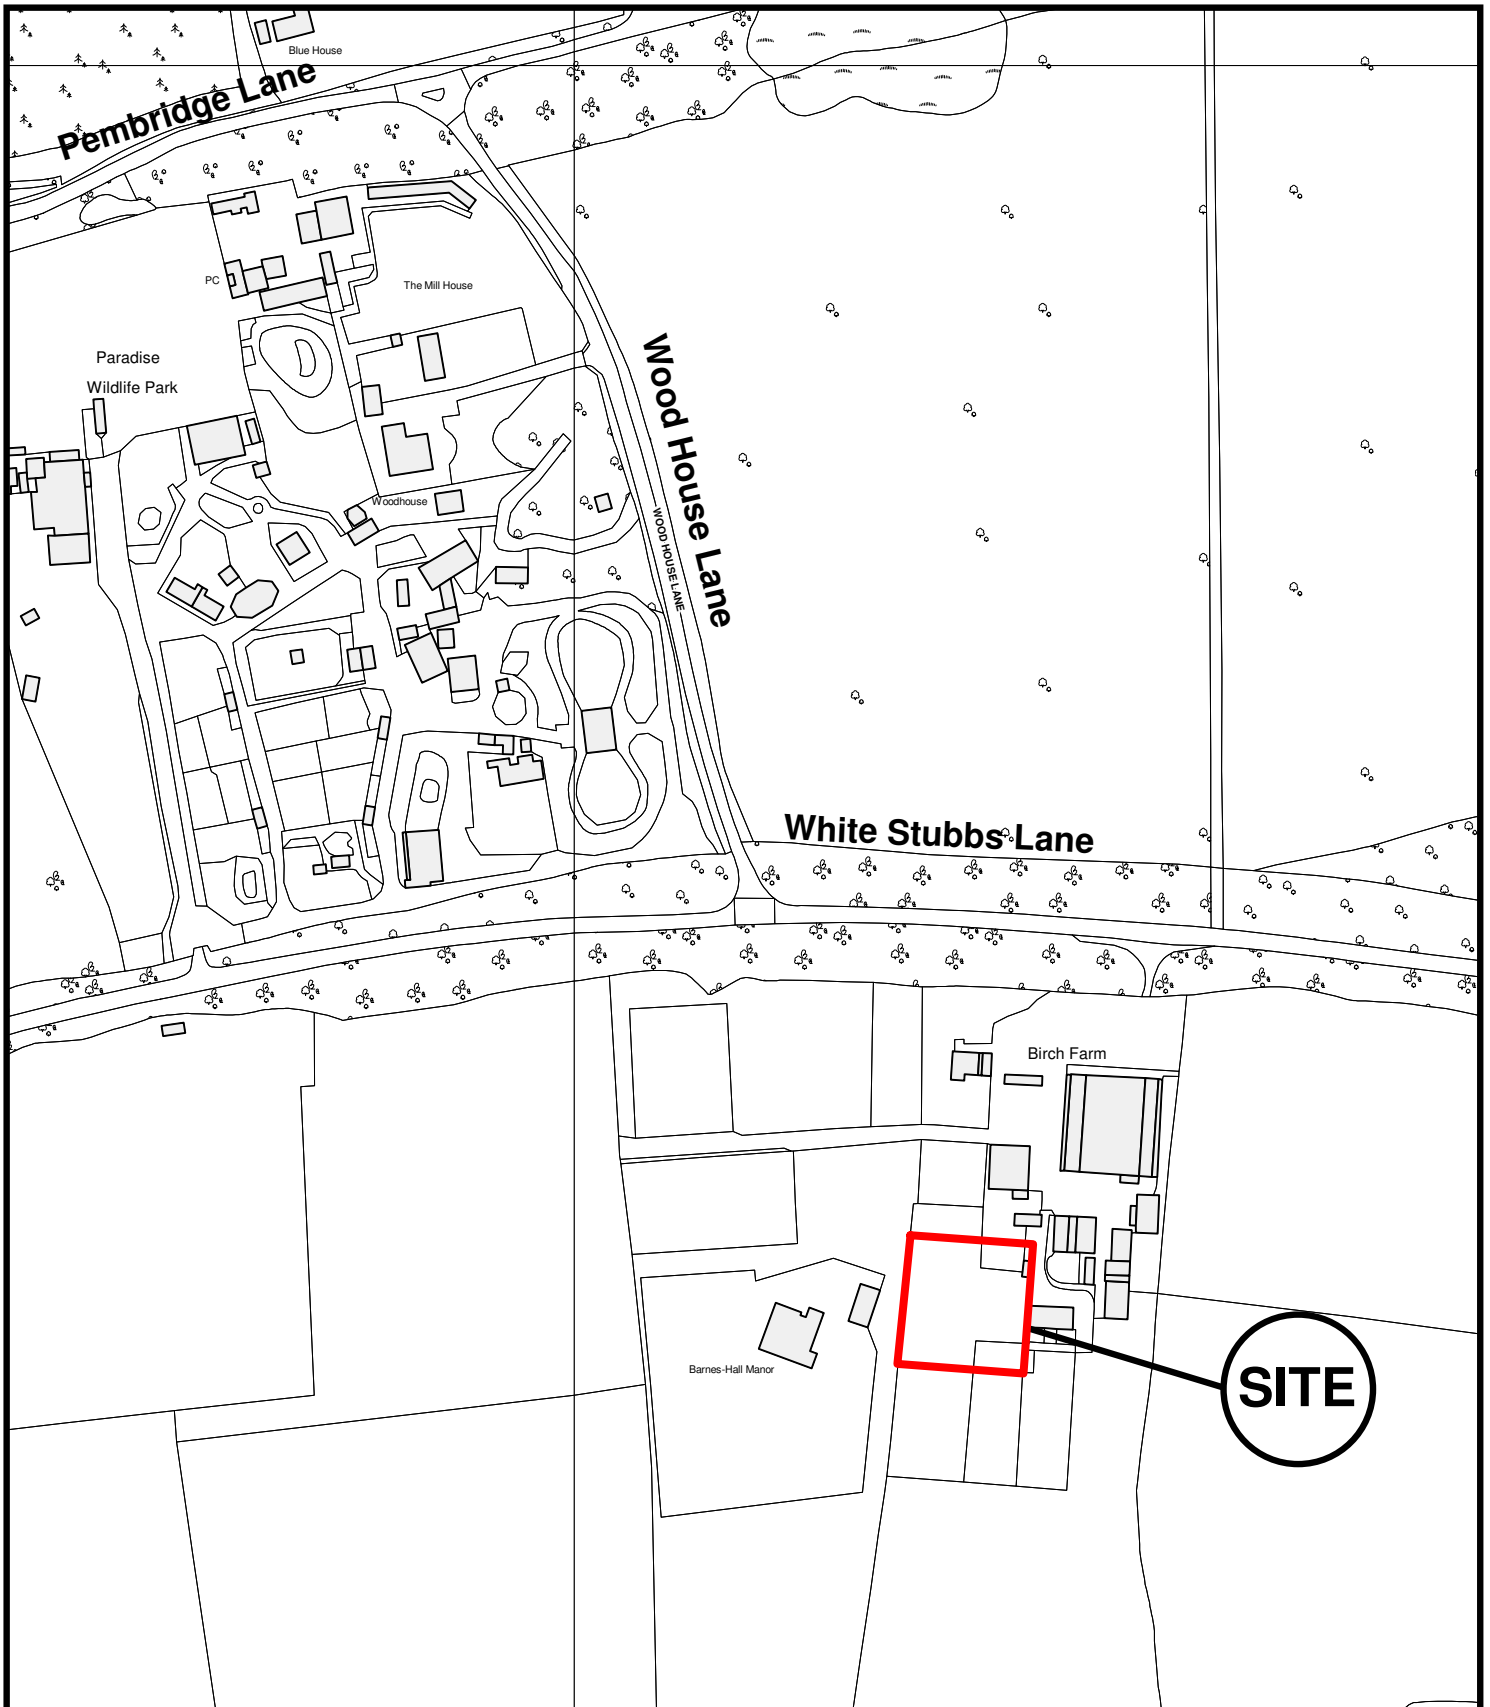 Blue House
Pembridge Lane
PC
The Mill House
Paradise
Wildlife Park
Wood House Lane
Woodhouse
WOOD HOUSE LANE
White Stubbs Lane
Birch Farm
Barnes-Hall Manor
SITE